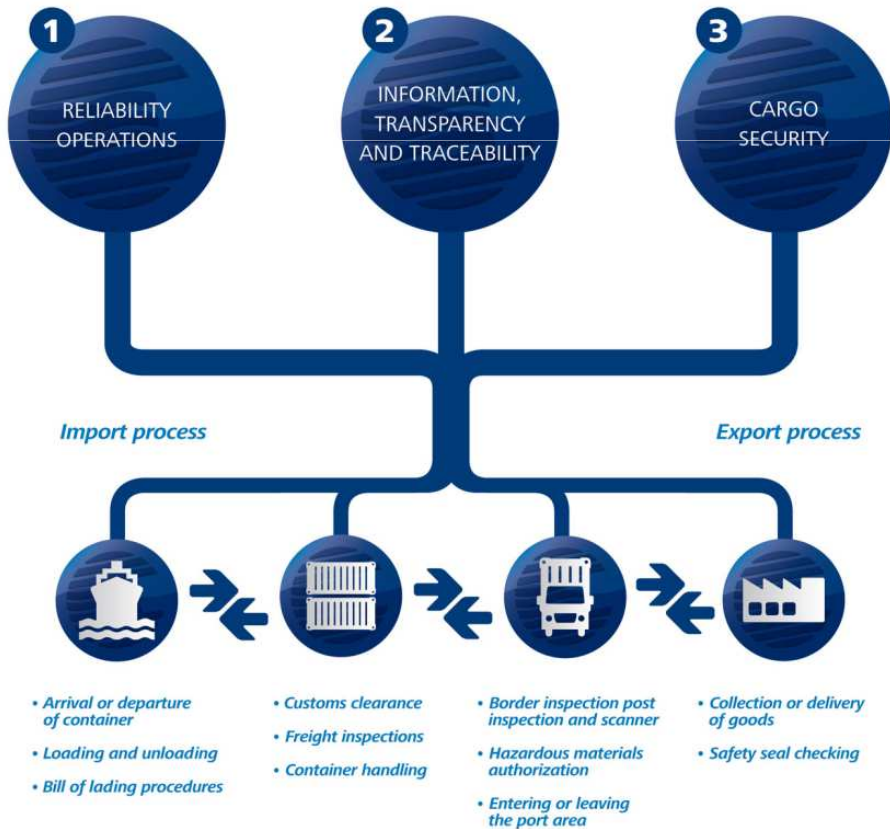 1
RELIABILITY
OPERATIONS
2
INFORMATION,
TRANSPARENCY
AND TRACEABILITY
3
CARGO
SECURITY
Import process
Export process
• Arrival or departure
of container
• Loading and unloading
• Bill of lading procedures
• Customs clearance
• Freight inspections
• Container handling
• Border inspection post
inspection and scanner
• Hazardous materials
authorization
• Entering or leaving
the port area
• Collection or delivery
of goods
• Safety seal checking